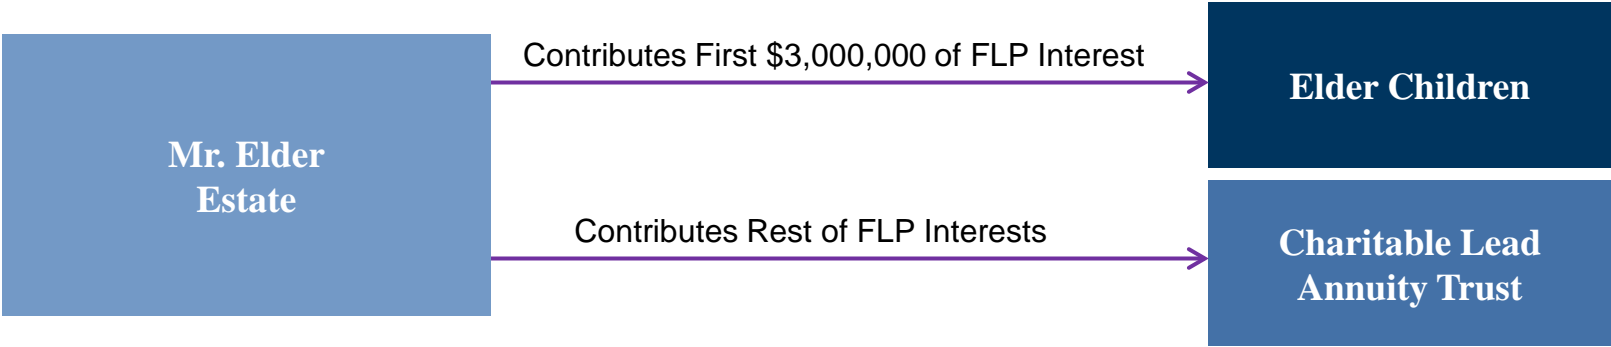 Mr. Elder
Estate
Contributes First $3,000,000 of FLP Interest
Elder Children
Contributes Rest of FLP Interests
Charitable Lead
Annuity Trust